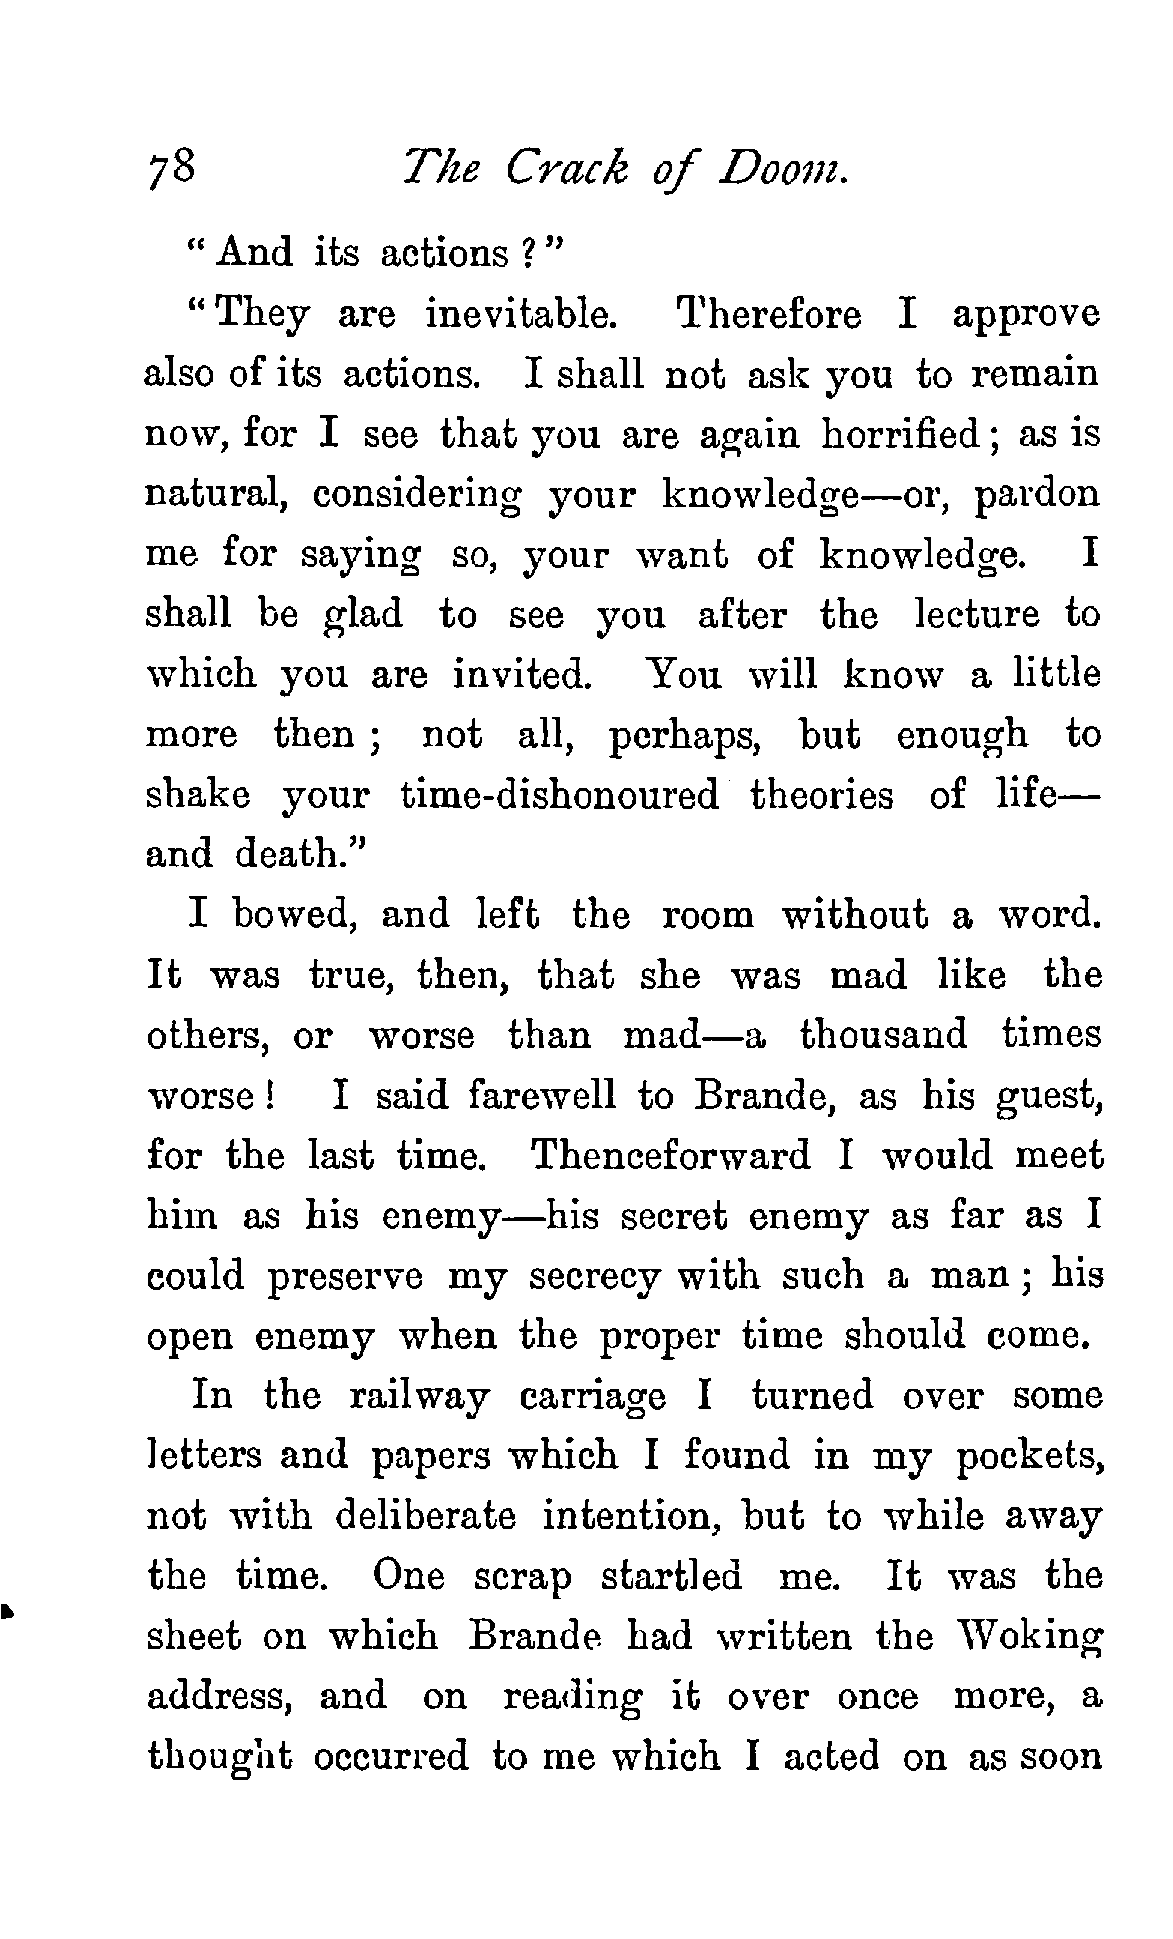 78 The Crack of Doom.
“And its actions?”
“They are inevitable. Therefore I approve
also of its actions. I shall not ask you to remain
now, for I see that you are again horrified; as is
natural, considering your knowledge—or, pardon
me for saying so, your want of knowledge. I
shall be glad to see you after the lecture to
which you are invited. You will know a little
more then; not all, perhaps, but enough to
shake your time-dishonoured theories of life—
and death.”
I bowed, and left the room without a word.
It was true, then, that she was mad like the
others, or worse than mad—a thousand times
worse! I said farewell to Brande, as his guest,
for the last time. Thenceforward I would meet
him as his enemy—his secret enemy as far as I
could preserve my secrecy with such a man; his
open enemy when the proper time should come.
In the railway carriage I turned over some
letters and papers which I found in my pockets,
not with deliberate intention, but to while away
the time. One scrap startled me. It was the
sheet on which Brande had written the Woking
address, and on reading it over once more, a
thought occurred to me which I acted on as soon